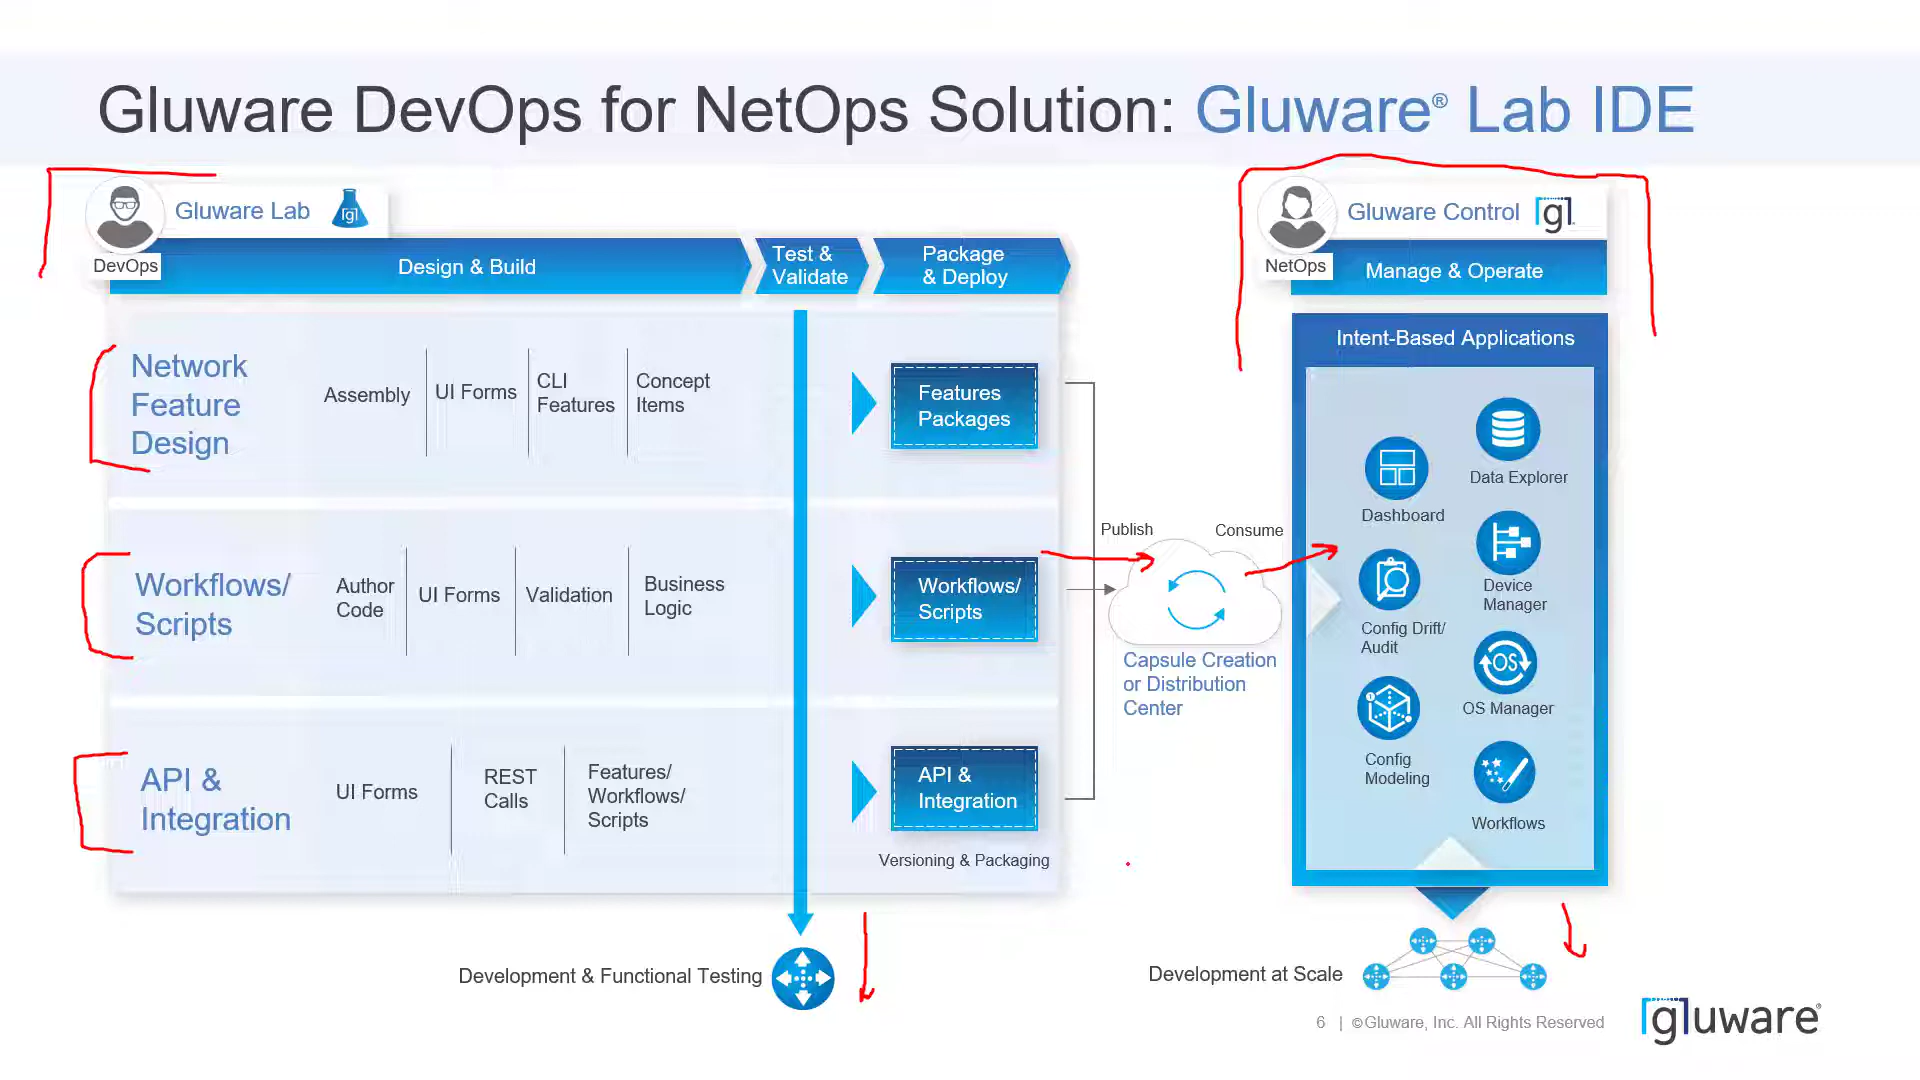 Gluware DevOps for NetOps Solution: Gluware® Lab IDE
Gluware Lab
[g]
DevOps
Design & Build
Test &
Validate
Package
& Deploy
Network
Feature
Design
Assembly
UI Forms
CLI
Features
Concept
Items
Features
Packages
Workflows/
Scripts
Author
Code
UI Forms
Validation
Business
Logic
Workflows/
Scripts
API &
Integration
UI Forms
REST
Calls
Features/
Workflows/
Scripts
API &
Integration
Versioning & Packaging
Development & Functional Testing
Publish
Consume
Capsule Creation
or Distribution
Center
Gluware Control
[g].
NetOps
Manage & Operate
Intent-Based Applications
Data Explorer
Dashboard
Device
Manager
Config Drift/
Audit
OS
OS Manager
Config
Modeling
Workflows
Development at Scale
6 | ©Gluware, Inc. All Rights Reserved
[g]luware®